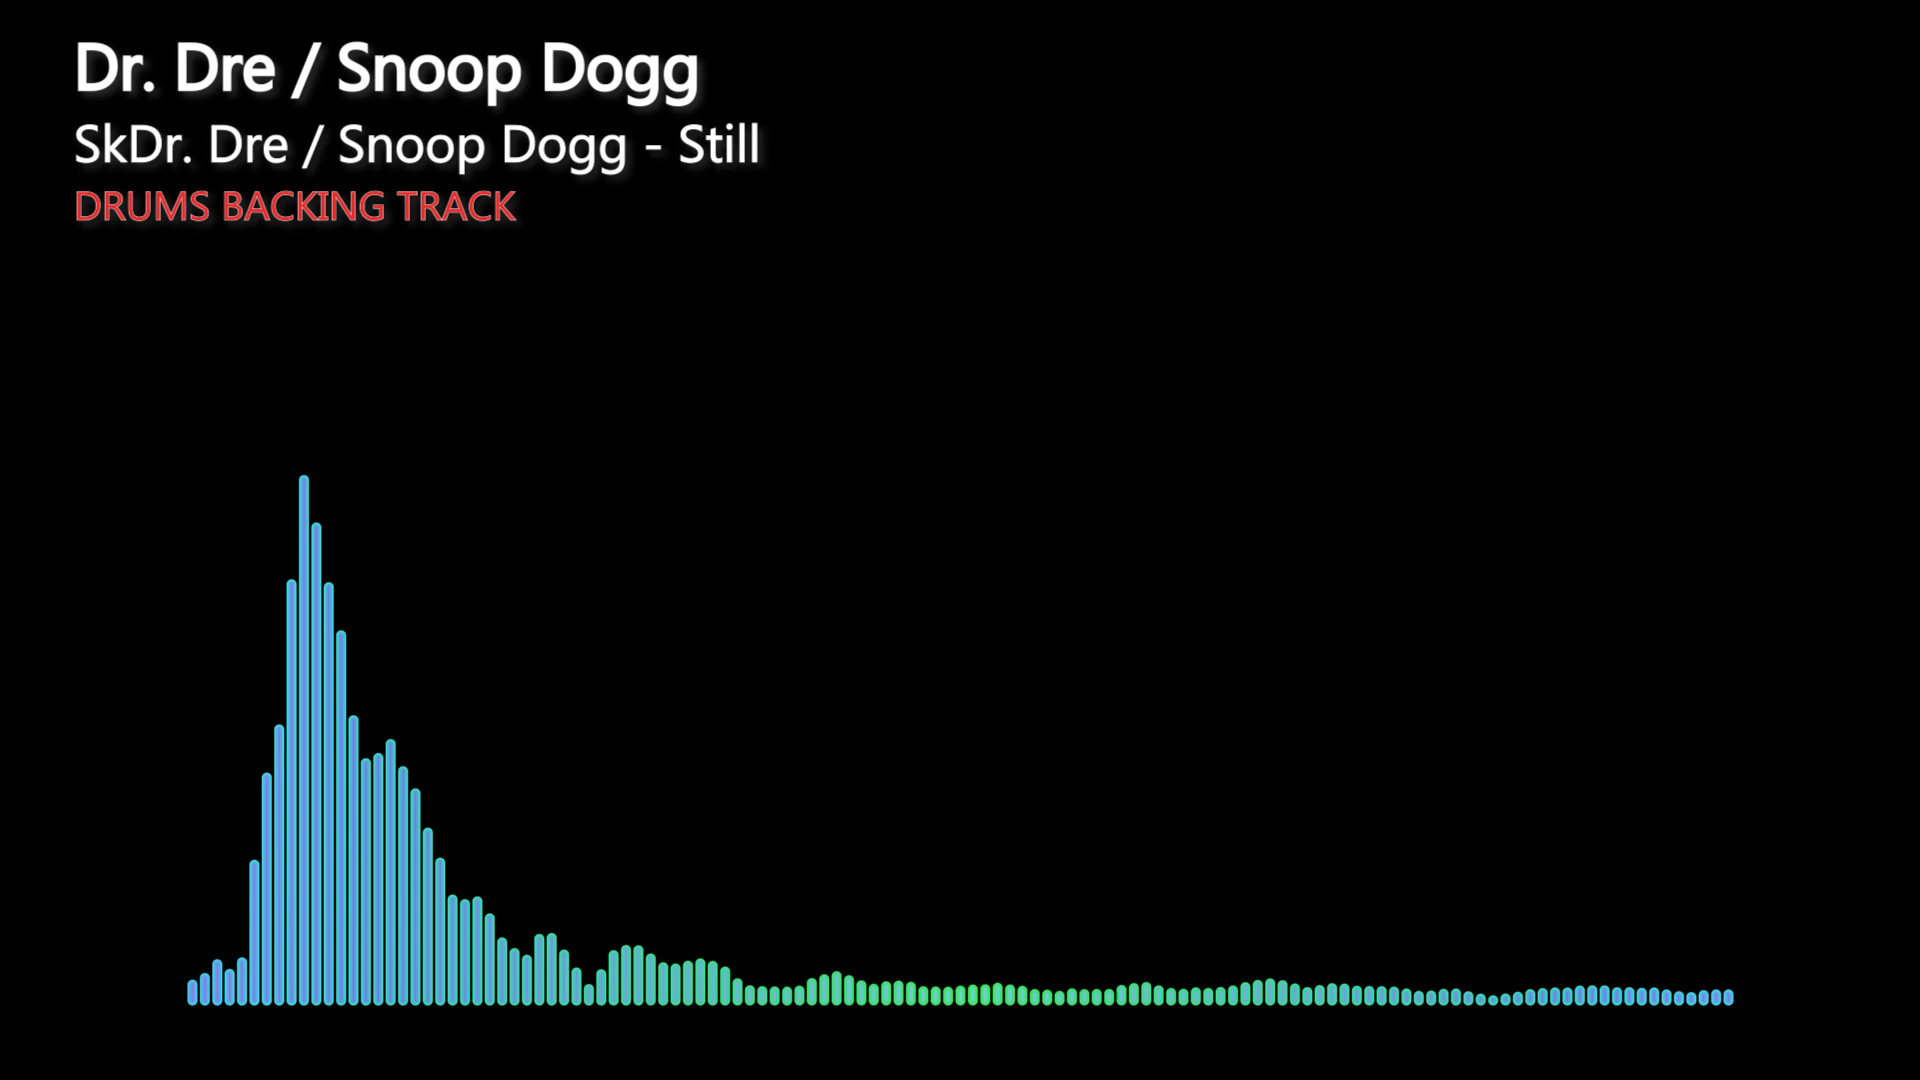 Dr. Dre / Snoop Dogg
SkDr. Dre / Snoop Dogg - Still
DRUMS BACKING TRACK